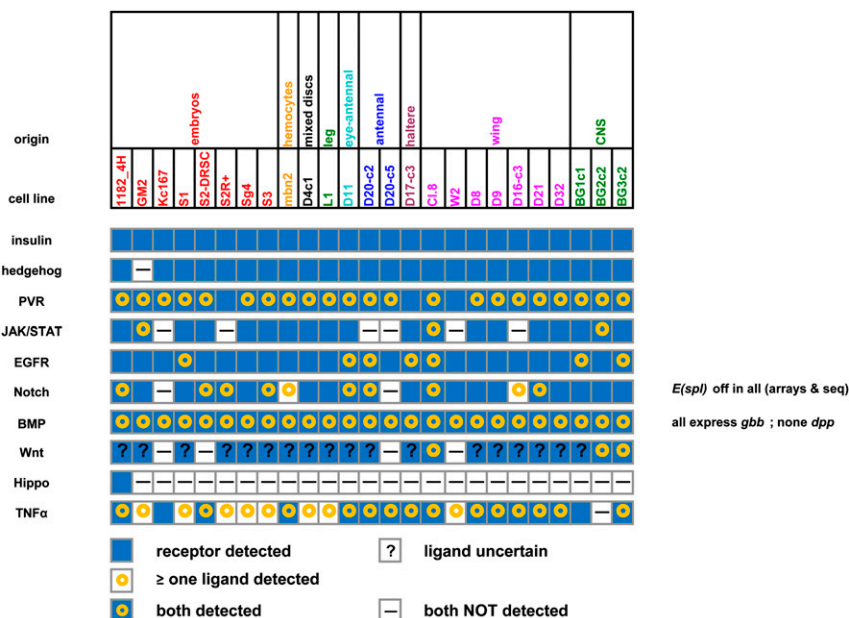 origin
embryos
hemocytes
mixed discs
leg
eye-antennal
antennal
haltere
wing
CNS
cell line
1182_4H
GM2
Kc167
S1
S2-DRSC
S2R+
Sg4
S3
mbn2
D4c1
L1
D11
D20-c2
D20-c5
D17-c3
Cl.8
W2
D8
D9
D16-c3
D21
D32
BG1c1
BG2c2
BG3c2
insulin
hedgehog
—
PVR
JAK/STAT
— — — — — —
EGFR
Notch
— —
E(spl) off in all (arrays & seq)
BMP
all express gbb ; none dpp
Wnt
? ? — ? — ? ? ? ? ? ? ? ? — ? — ? ? ? ? ? ? ?
Hippo
— — — — — — — — — — — — — — — — — — — — — — — — —
TNFα
—
receptor detected
? ligand uncertain
≥ one ligand detected
both detected
— both NOT detected